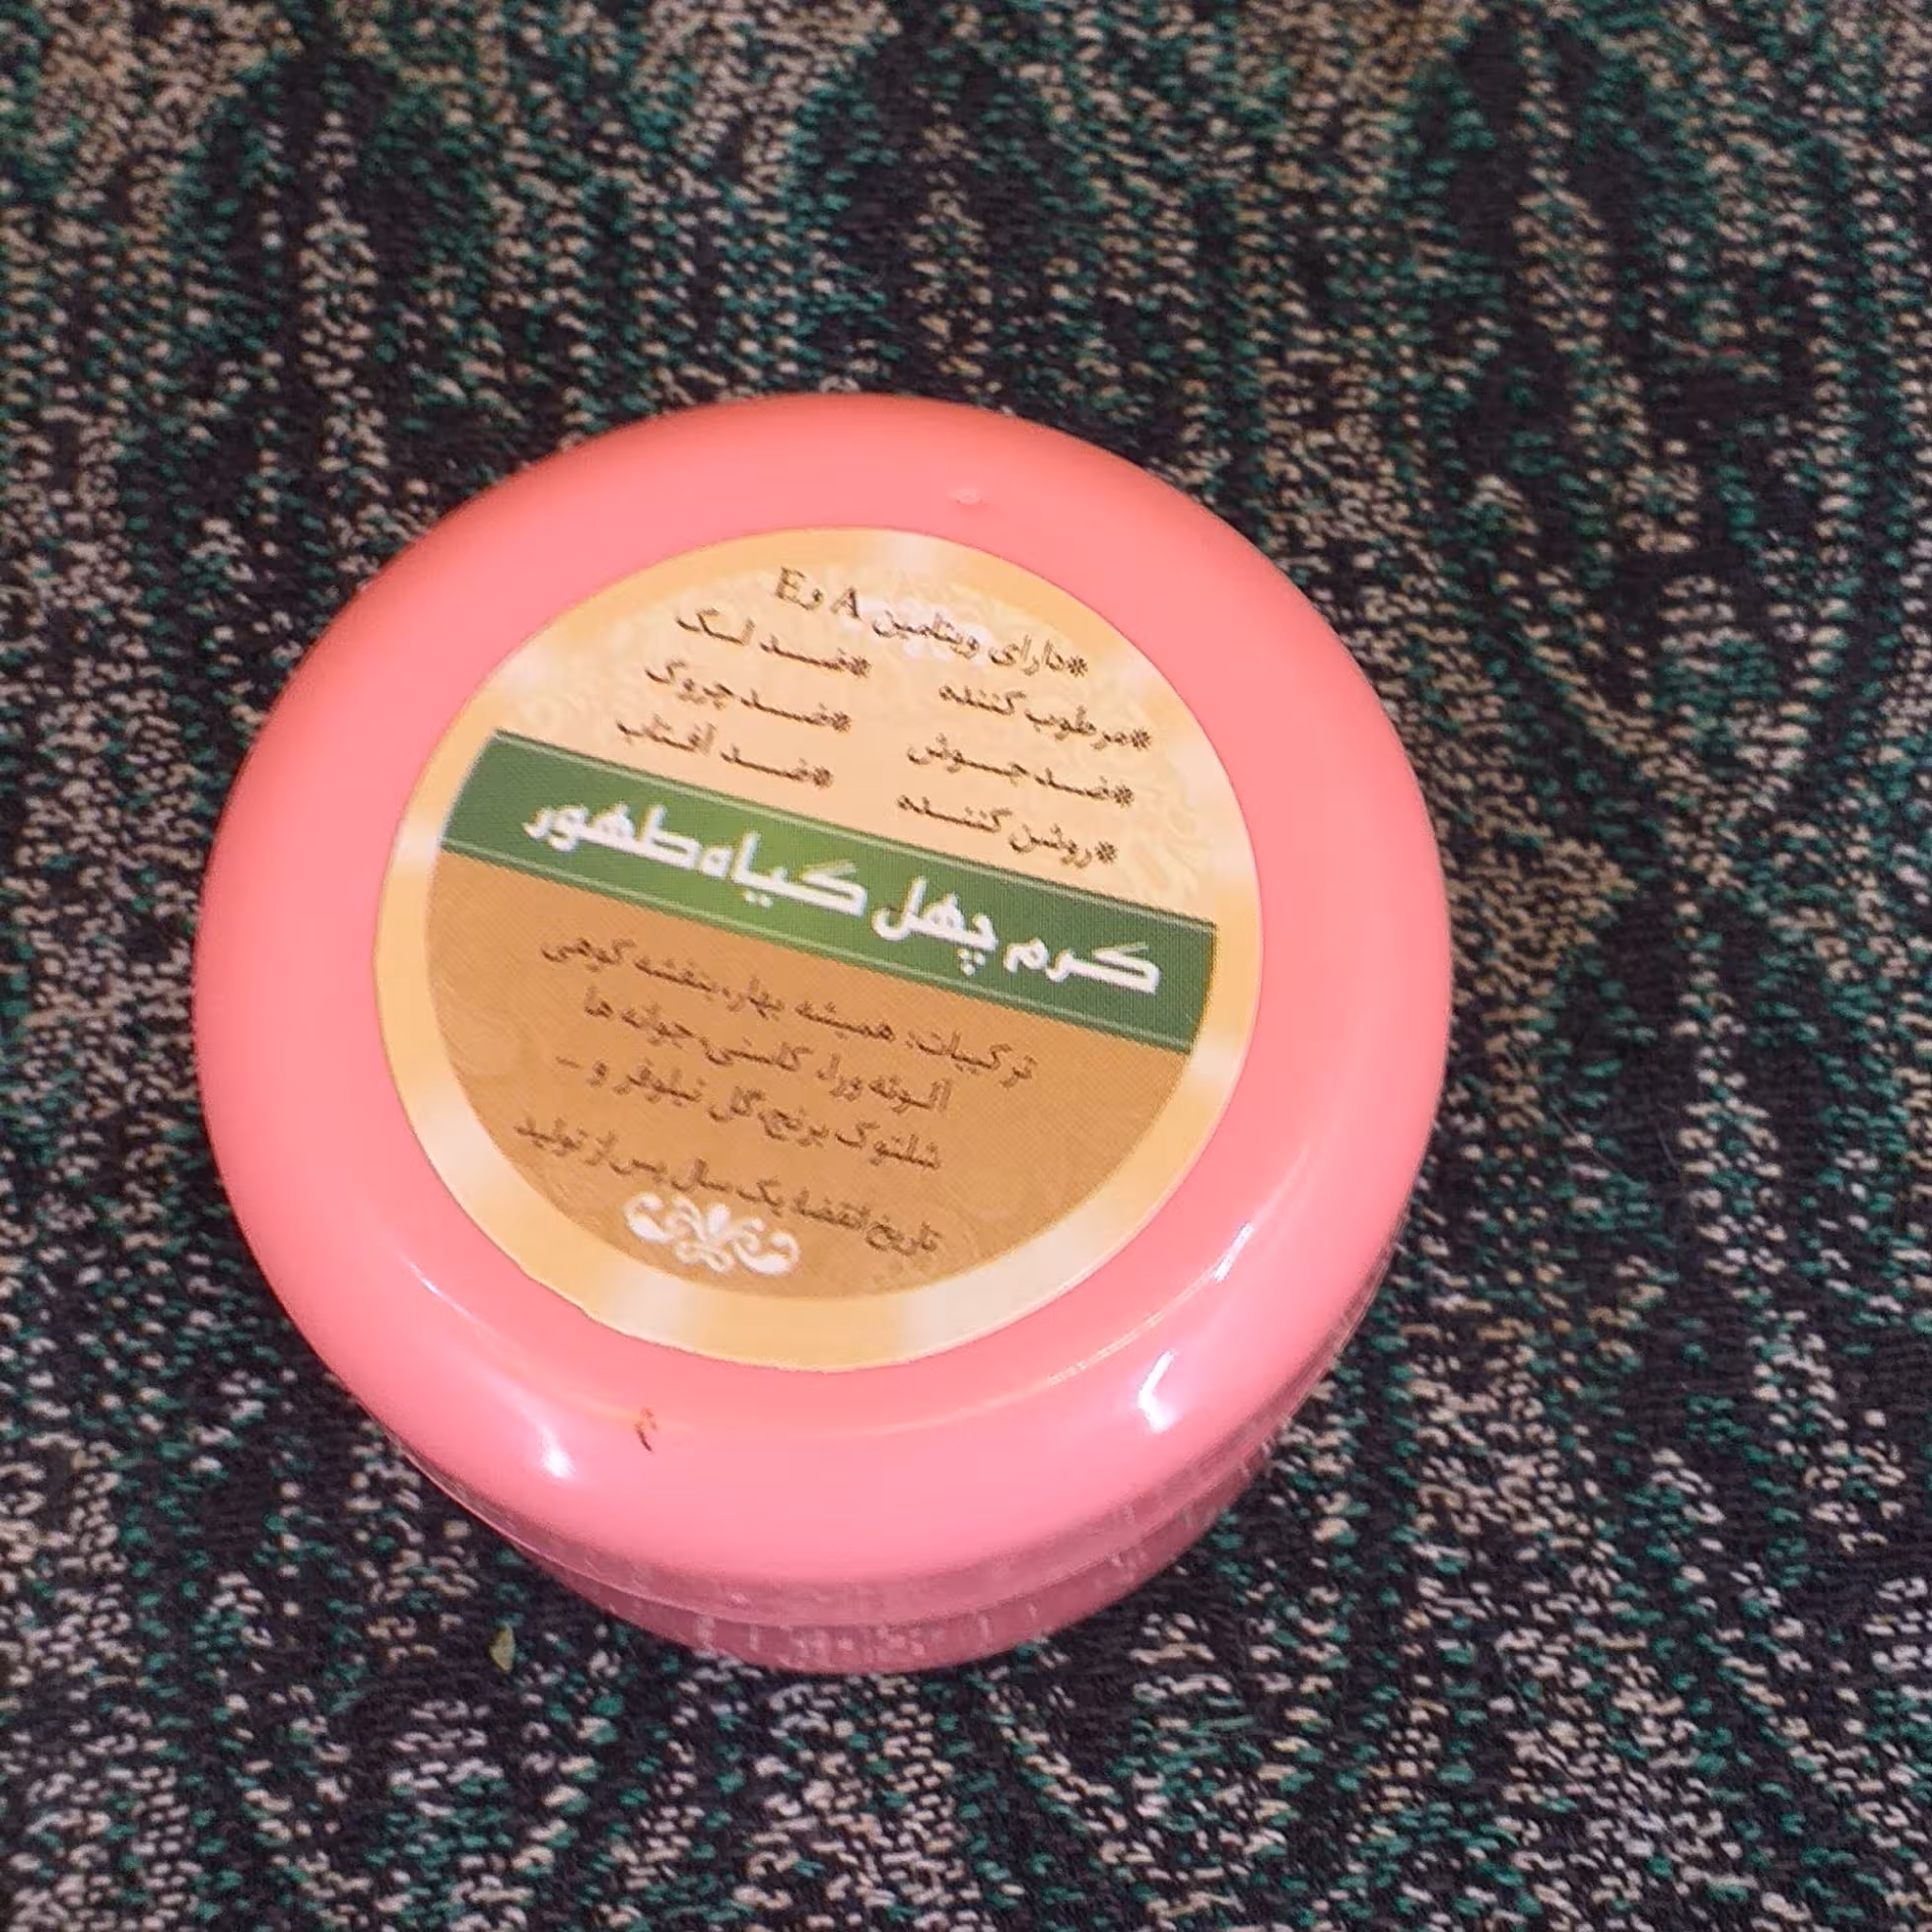 *دارای ویتامین A و E
*مرطوب کننده *ضد لک
*ضد جوش *ضد چروک
*روشن کننده *ضد آفتاب
کرم چهل گیاه طهور
ترکیبات: همیشه بهار، بنفشه کوهی
آلوئه ورا، کاسنی، جوانه ها
شلتوک برنج، گل نیلوفر و ...
تاریخ انقضا، یک سال پس از تولید